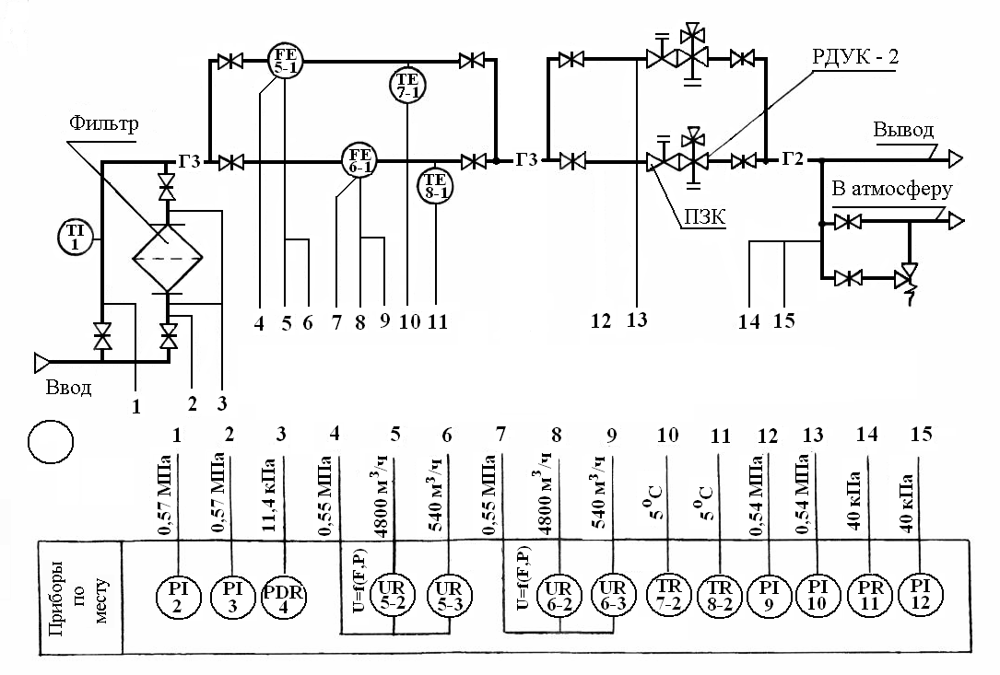 FE
5-1
РДУК - 2
TE
7-1
Фильтр
Вывод
Г3
FE
6-1
Г3
Г2
TE
8-1
В атмосферу
ПЗК
TI
1
4 5 6 7 8 9 10 11 12 13 14 15
Ввод
1 2 3
1 2 3 4 5 6 7 8 9 10 11 12 13 14 15
0,57 МПа
0,57 МПа
11,4 кПа
0,55 МПа
4800 м³/ч
540 м³/ч
0,55 МПа
4800 м³/ч
540 м³/ч
5°С
5°С
0,54 МПа
0,54 МПа
40 кПа
40 кПа
Приборы
по
месту
PI
2
PI
3
PDR
4
U=f(F,P)
UR
5-2
UR
5-3
U=f(F,P)
UR
6-2
UR
6-3
TR
7-2
TR
8-2
PI
9
PI
10
PR
11
PI
12